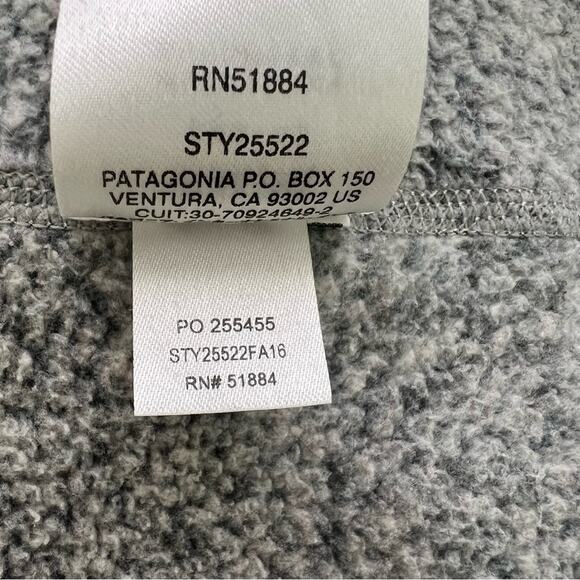 RN51884
STY25522
PATAGONIA P.O. BOX 150
VENTURA, CA 93002 US
CUIT:30-70924649-2
PO 255455
STY25522FA16
RN# 51884